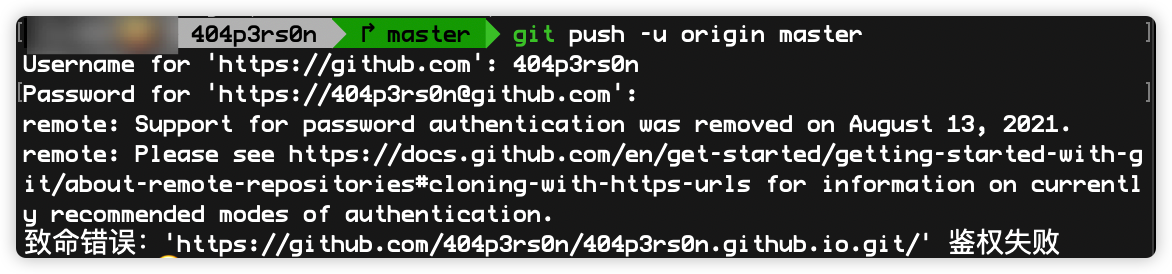 404p3rs0n master git push -u origin master
Username for 'https://github.com': 404p3rs0n
Password for 'https://404p3rs0n@github.com':
remote: Support for password authentication was removed on August 13, 2021.
remote: Please see https://docs.github.com/en/get-started/getting-started-with-g
it/about-remote-repositories#cloning-with-https-urls for information on currentl
y recommended modes of authentication.
致命错误：'https://github.com/404p3rs0n/404p3rs0n.github.io.git/' 鉴权失败